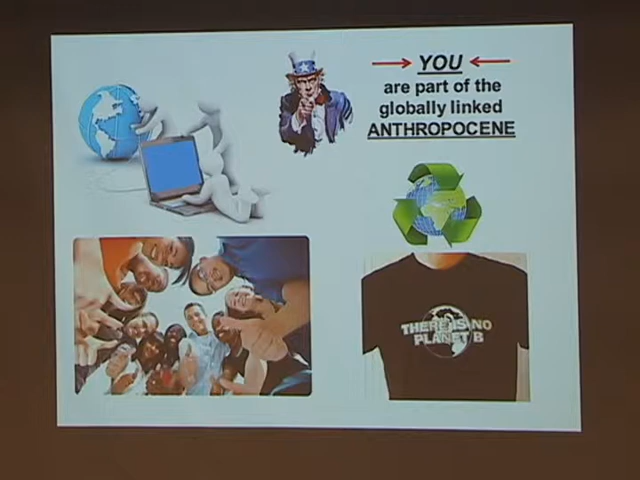 YOU
are part of the
globally linked
ANTHROPOCENE
THERE IS NO
PLANET B